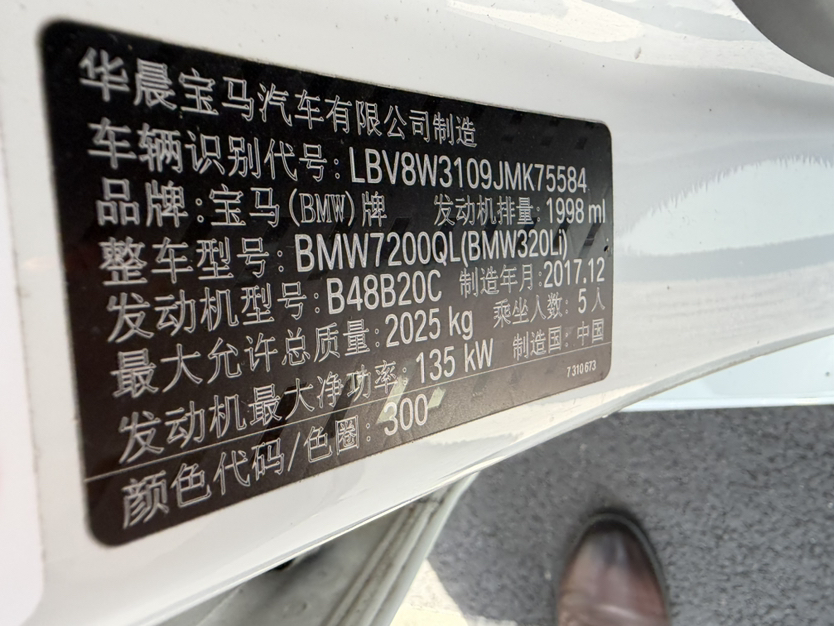 华晨宝马汽车有限公司制造
车辆识别代号: LBV8W3109JMK75584
品牌: 宝马(BMW)牌 发动机排量: 1998 ml
整车型号: BMW7200QL(BMW320Li)
发动机型号: B48B20C 制造年月: 2017.12
最大允许总质量: 2025 kg 乘坐人数: 5 人
发动机最大净功率: 135 kW 制造国: 中国
7 310 673
颜色代码/色圈: 300